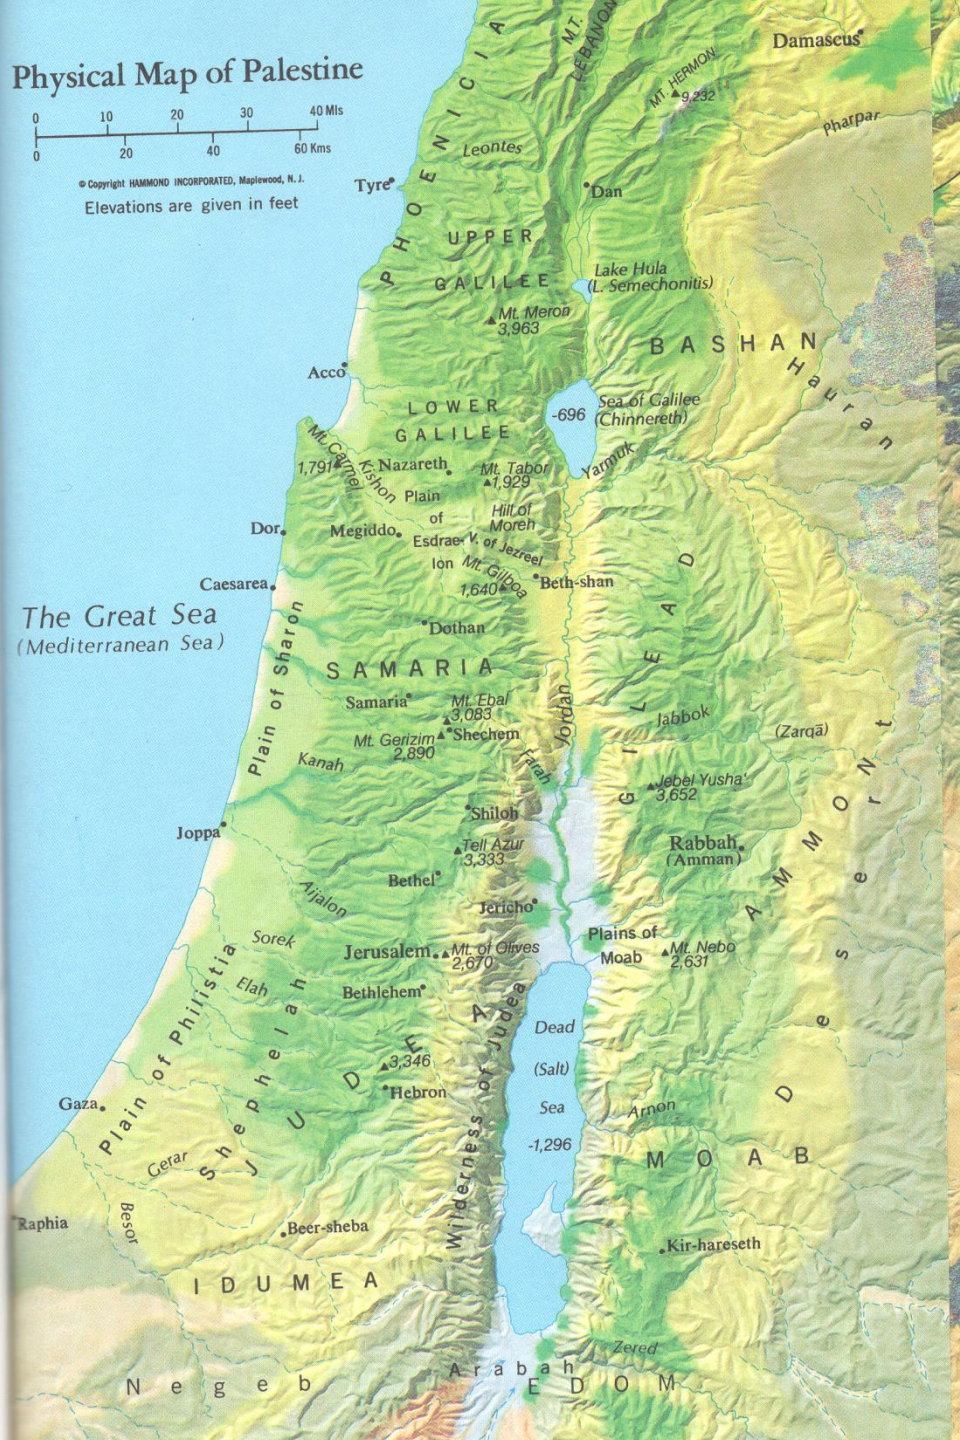 Physical Map of Palestine
0 10 20 30 40 Mls
0 20 40 60 Kms
© Copyright HAMMOND INCORPORATED, Maplewood, N. J.
Elevations are given in feet
MT. LEBANON
Damascus
MT. HERMON
9,232
Pharpar
PHOENICIA
Leontes
Tyre
Dan
UPPER
GALILEE
Lake Hula
(L. Semechonitis)
Mt. Meron
3,963
BASHAN
Hauran
Acco
LOWER
GALILEE
-696
Sea of Galilee
(Chinnereth)
Mt. Carmel
1,791
Kishon
Nazareth
Mt. Tabor
1,929
Yarmuk
Plain
of
Esdrae-
lon
Hill of
Moreh
Dor
Megiddo
V. of Jezreel
Mt. Gilboa
1,640
Beth-shan
Caesarea
The Great Sea
(Mediterranean Sea)
Dothan
GILEAD
Plain of Sharon
SAMARIA
Samaria
Mt. Ebal
3,083
Jordan
Mt. Gerizim
2,890
Shechem
Jabbok
(Zarqā)
Kanah
Farah
Jebel Yusha'
3,652
Joppa
Shiloh
Tell Azur
3,333
Rabbah
(Amman)
AMMON
Desert
Bethel
Aijalon
Jericho
Sorek
Jerusalem
Mt. of Olives
2,670
Plains of
Moab
Mt. Nebo
2,631
Elah
Bethlehem
Plain of Philistia
Shephelah
JUDEA
Wilderness of Judea
Dead
(Salt)
Sea
-1,296
3,346
Hebron
Gaza
Arnon
MOAB
Gerar
Besor
Raphia
Beer-sheba
Kir-hareseth
IDUMEA
Zered
Arabah
Negeb
EDOM